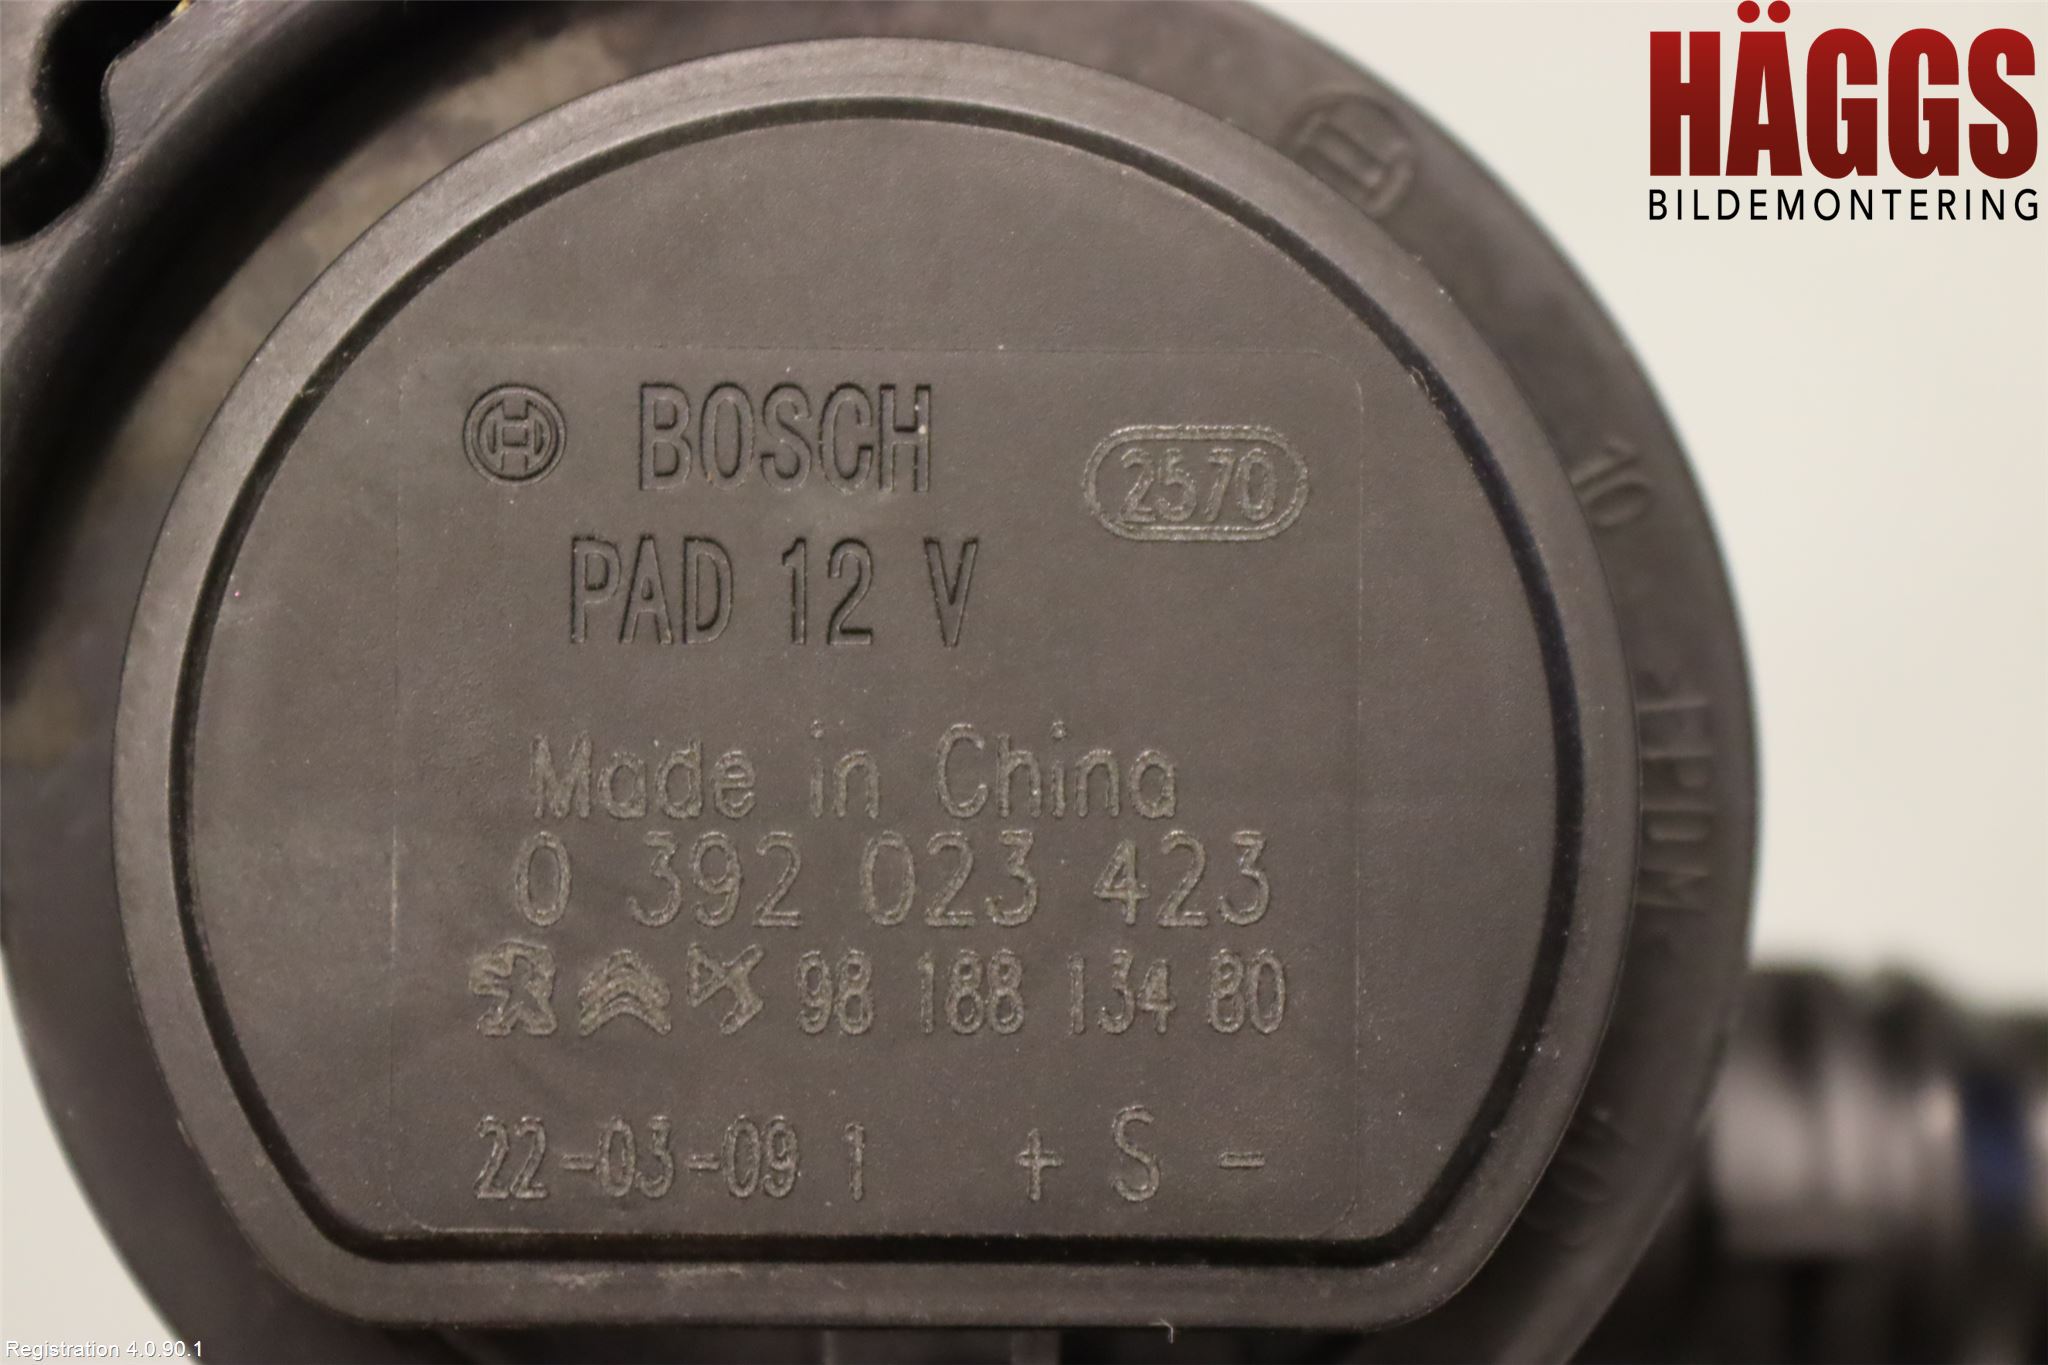 HÄGGS
BILDEMONTERING
BOSCH
2570
PAD 12 V
10
Made in China
0 392 023 423
98 188 134 80
22-03-09 1 + S -
Registration 4.0.90.1